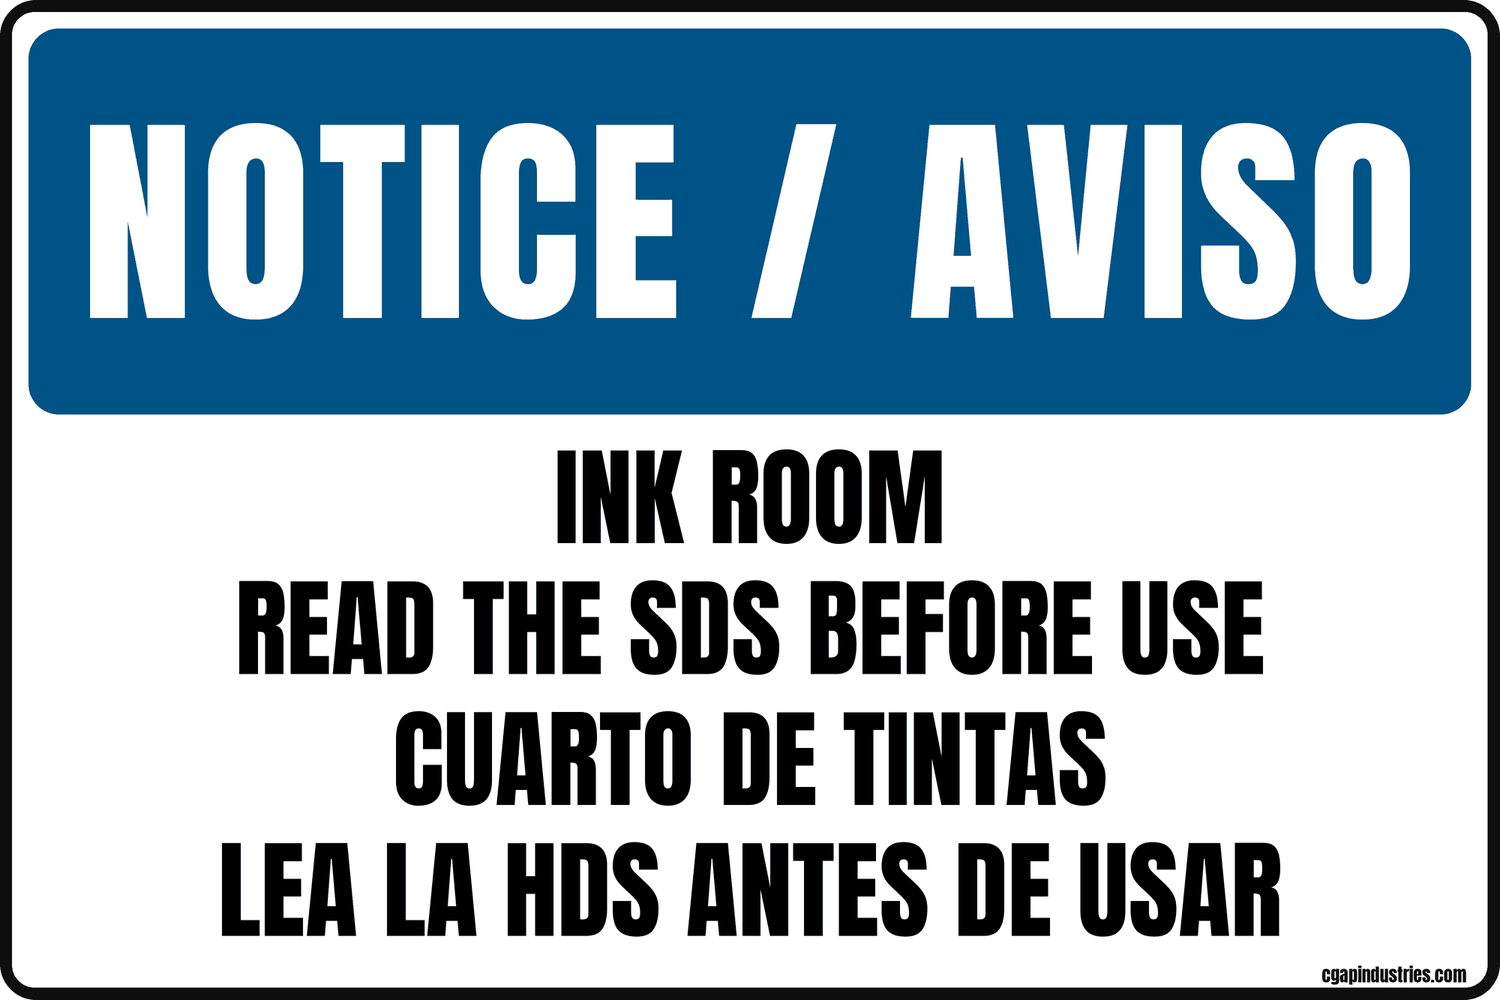 NOTICE / AVISO
INK ROOM
READ THE SDS BEFORE USE
CUARTO DE TINTAS
LEA LA HDS ANTES DE USAR
cgapindustries.com